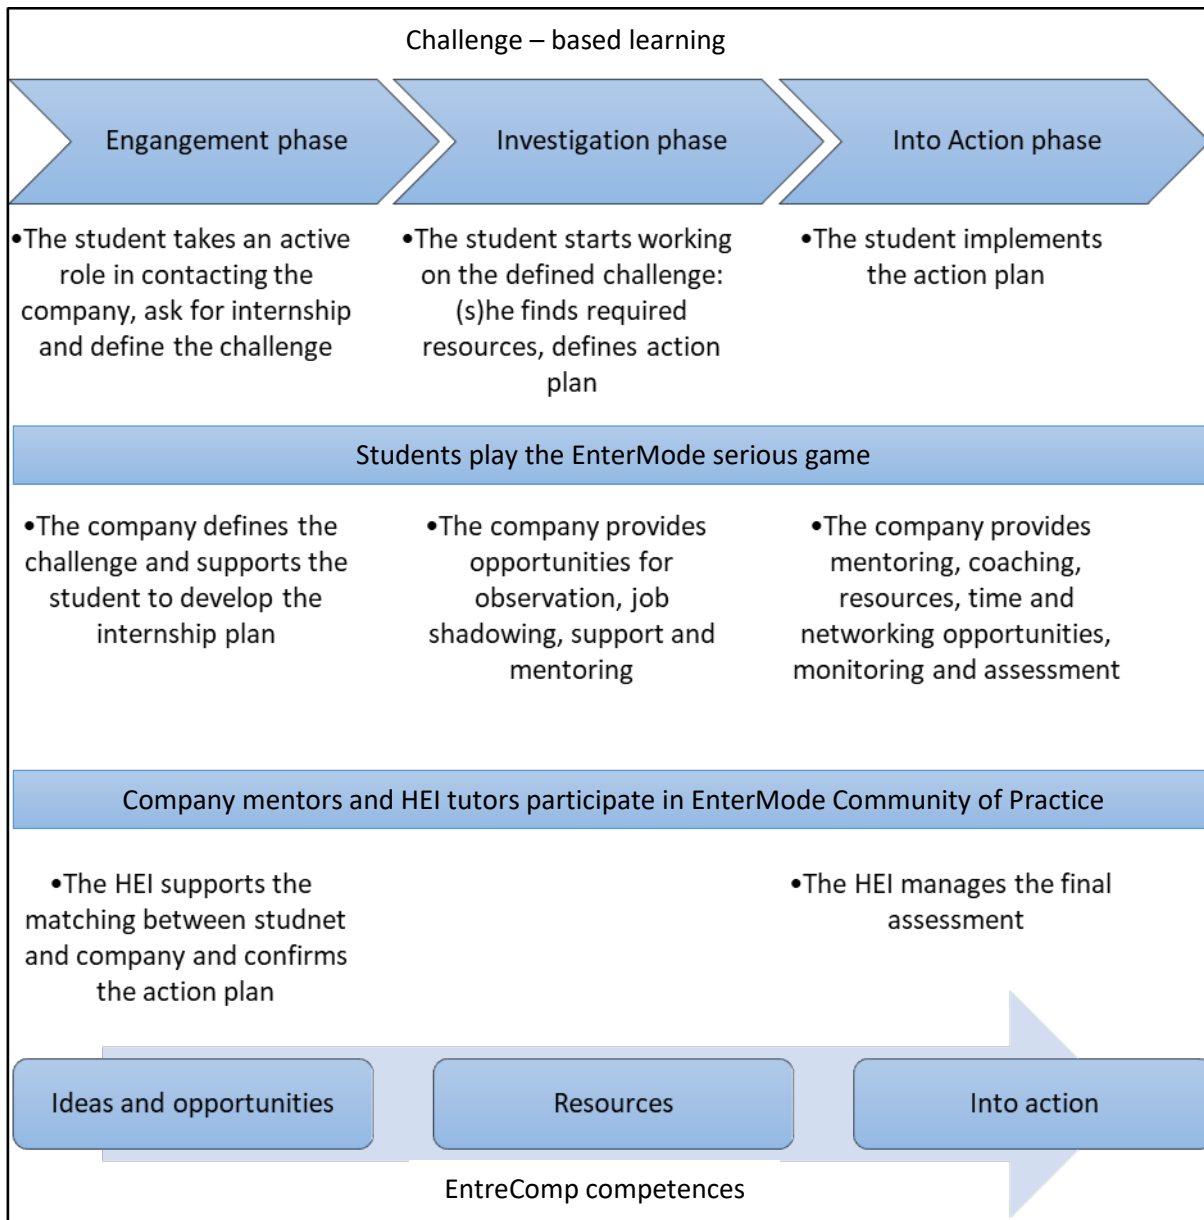 Challenge – based learning
Engangement phase
Investigation phase
Into Action phase
•The student takes an active
role in contacting the
company, ask for internship
and define the challenge
•The student starts working
on the defined challenge:
(s)he finds required
resources, defines action
plan
•The student implements
the action plan
Students play the EnterMode serious game
•The company defines the
challenge and supports the
student to develop the
internship plan
•The company provides
opportunities for
observation, job
shadowing, support and
mentoring
•The company provides
mentoring, coaching,
resources, time and
networking opportunities,
monitoring and assessment
Company mentors and HEI tutors participate in EnterMode Community of Practice
•The HEI supports the
matching between studnet
and company and confirms
the action plan
•The HEI manages the final
assessment
Ideas and opportunities
Resources
Into action
EntreComp competences